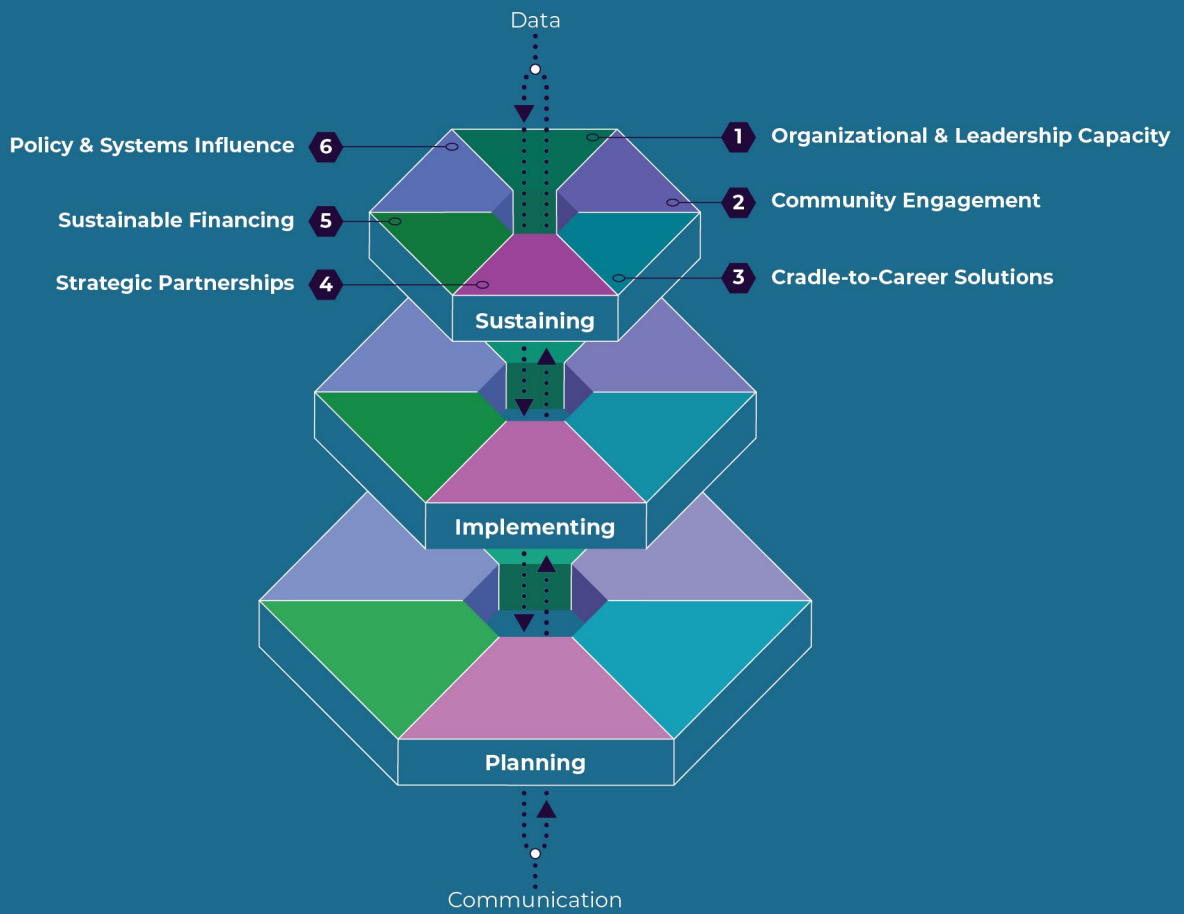 Data
Policy & Systems Influence 6
1 Organizational & Leadership Capacity
Sustainable Financing 5
2 Community Engagement
Strategic Partnerships 4
3 Cradle-to-Career Solutions
Sustaining
Implementing
Planning
Communication